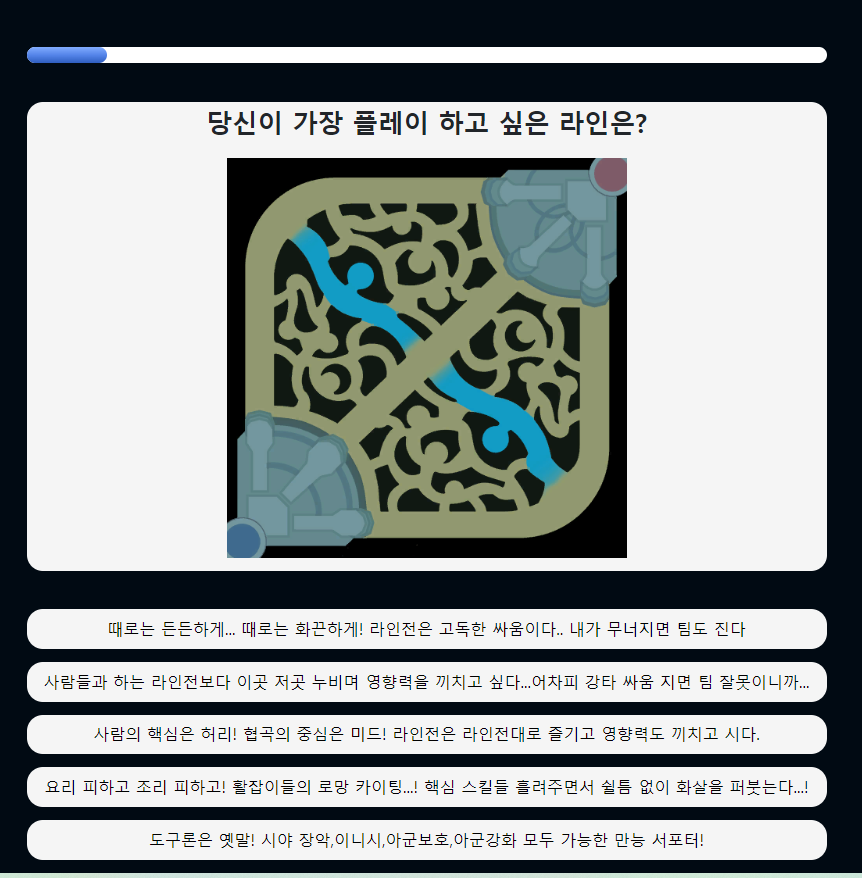 당신이 가장 플레이 하고 싶은 라인은?
때로는 든든하게... 때로는 화끈하게! 라인전은 고독한 싸움이다.. 내가 무너지면 팀도 진다
사람들과 하는 라인전보다 이곳 저곳 누비며 영향력을 끼치고 싶다...어차피 강타 싸움 지면 팀 잘못이니까...
사람의 핵심은 허리! 협곡의 중심은 미드! 라인전은 라인전대로 즐기고 영향력도 끼치고 시다.
요리 피하고 조리 피하고! 활잡이들의 로망 카이팅...! 핵심 스킬들 흘려주면서 쉴틈 없이 화살을 퍼붓는다...!
도구론은 옛말! 시야 장악,이니시,아군보호,아군강화 모두 가능한 만능 서포터!